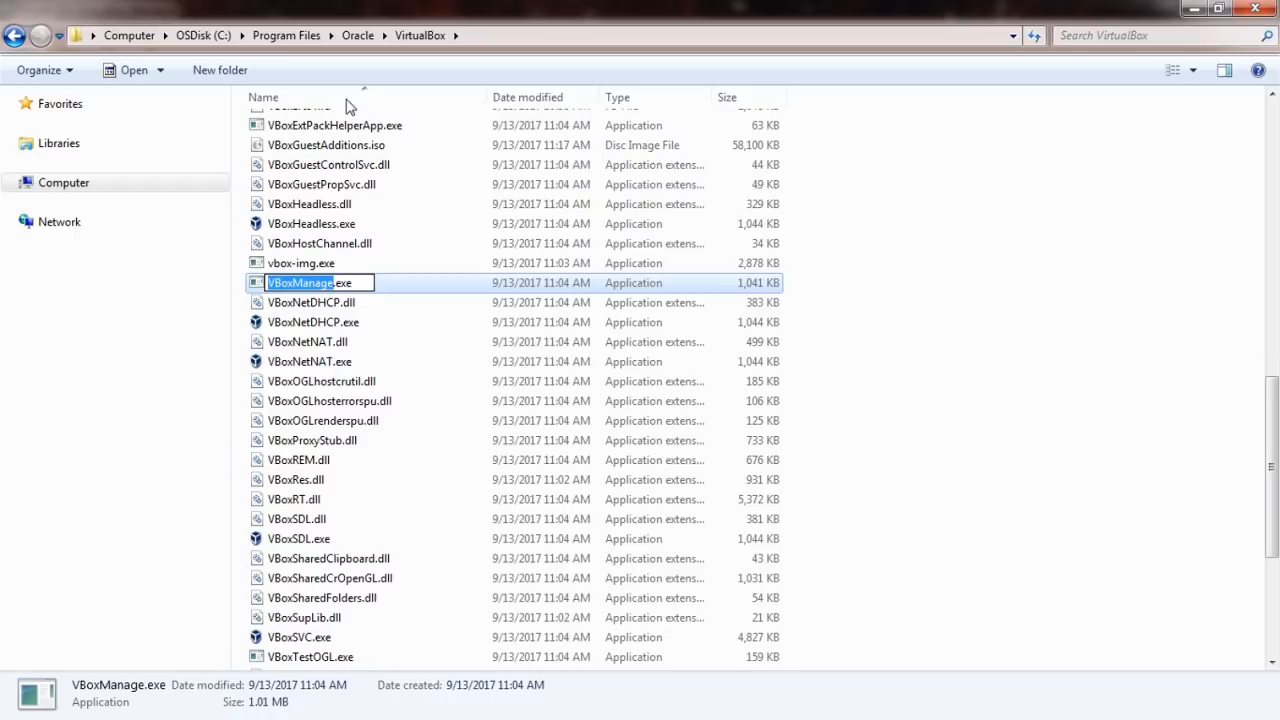 Computer OSDisk (C:) Program Files Oracle VirtualBox Search VirtualBox
Organize Open New folder
Name Date modified Type Size
Favorites
Libraries
Computer
Network
VBoxExtPackHelperApp.exe 9/13/2017 11:04 AM Application 63 KB
VBoxGuestAdditions.iso 9/13/2017 11:17 AM Disc Image File 58,100 KB
VBoxGuestControlSvc.dll 9/13/2017 11:04 AM Application extens... 44 KB
VBoxGuestPropSvc.dll 9/13/2017 11:04 AM Application extens... 49 KB
VBoxHeadless.dll 9/13/2017 11:04 AM Application extens... 329 KB
VBoxHeadless.exe 9/13/2017 11:04 AM Application 1,044 KB
VBoxHostChannel.dll 9/13/2017 11:04 AM Application extens... 34 KB
vbox-img.exe 9/13/2017 11:03 AM Application 2,878 KB
VBoxManage.exe 9/13/2017 11:04 AM Application 1,041 KB
VBoxNetDHCP.dll 9/13/2017 11:04 AM Application extens... 383 KB
VBoxNetDHCP.exe 9/13/2017 11:04 AM Application 1,044 KB
VBoxNetNAT.dll 9/13/2017 11:04 AM Application extens... 499 KB
VBoxNetNAT.exe 9/13/2017 11:04 AM Application 1,044 KB
VBoxOGLhostcrutil.dll 9/13/2017 11:04 AM Application extens... 185 KB
VBoxOGLhosterrorspu.dll 9/13/2017 11:04 AM Application extens... 106 KB
VBoxOGLrenderspu.dll 9/13/2017 11:04 AM Application extens... 125 KB
VBoxProxyStub.dll 9/13/2017 11:04 AM Application extens... 733 KB
VBoxREM.dll 9/13/2017 11:04 AM Application extens... 676 KB
VBoxRes.dll 9/13/2017 11:02 AM Application extens... 931 KB
VBoxRT.dll 9/13/2017 11:04 AM Application extens... 5,372 KB
VBoxSDL.dll 9/13/2017 11:04 AM Application extens... 381 KB
VBoxSDL.exe 9/13/2017 11:04 AM Application 1,044 KB
VBoxSharedClipboard.dll 9/13/2017 11:04 AM Application extens... 43 KB
VBoxSharedCrOpenGL.dll 9/13/2017 11:04 AM Application extens... 1,031 KB
VBoxSharedFolders.dll 9/13/2017 11:04 AM Application extens... 54 KB
VBoxSupLib.dll 9/13/2017 11:02 AM Application extens... 21 KB
VBoxSVC.exe 9/13/2017 11:04 AM Application 4,827 KB
VBoxTestOGL.exe 9/13/2017 11:04 AM Application 159 KB
VBoxManage.exe Date modified: 9/13/2017 11:04 AM Date created: 9/13/2017 11:04 AM
Application Size: 1.01 MB